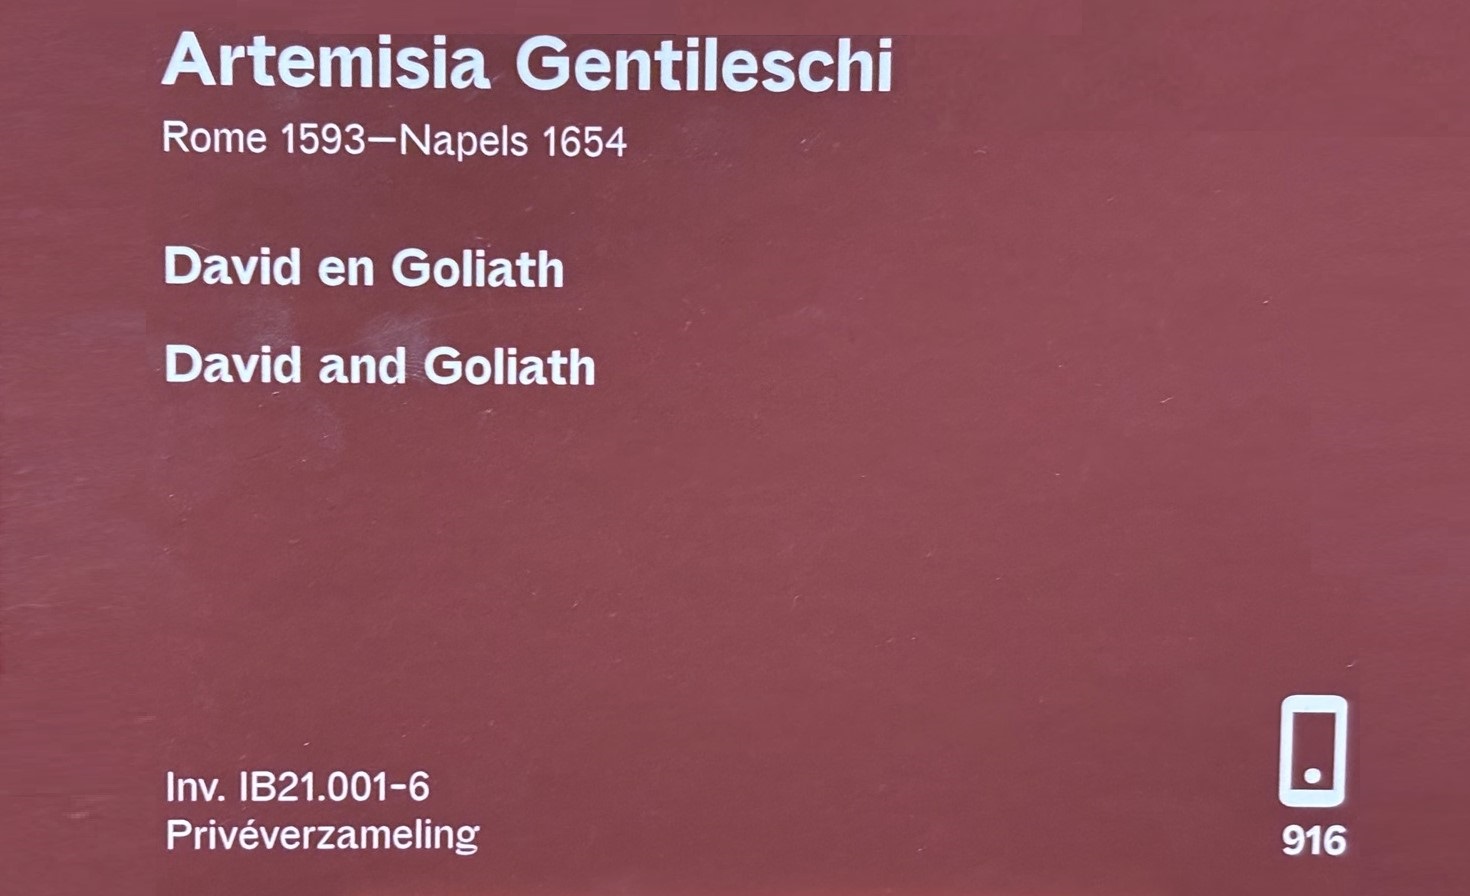 Artemisia Gentileschi
Rome 1593–Napels 1654
David en Goliath
David and Goliath
Inv. IB21.001-6
Privéverzameling
916